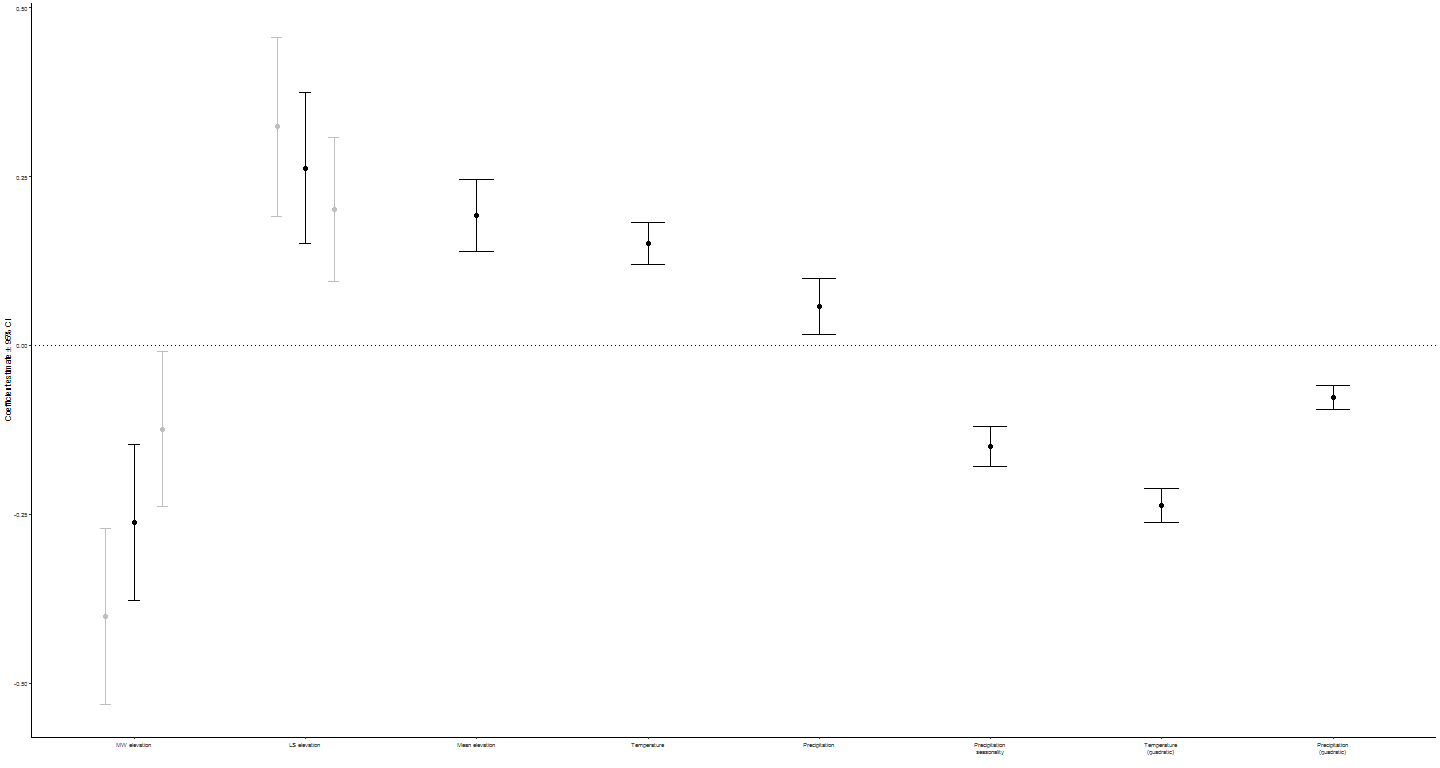 Coefficient estimate ± 95% CI
0.50
0.25
0.00
-0.25
-0.50
MW elevation
LS elevation
Mean elevation
Temperature
Precipitation
Precipitation
seasonality
Temperature
(quadratic)
Precipitation
(quadratic)